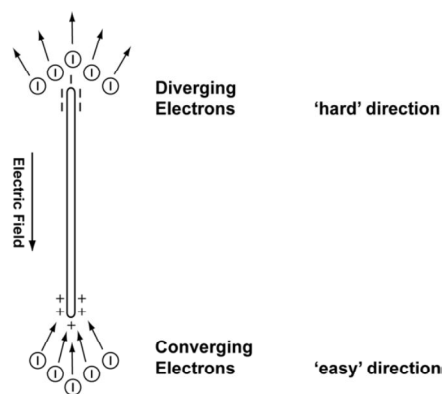 Diverging
Electrons
'hard' direction
Electric Field
Converging
Electrons
'easy' direction